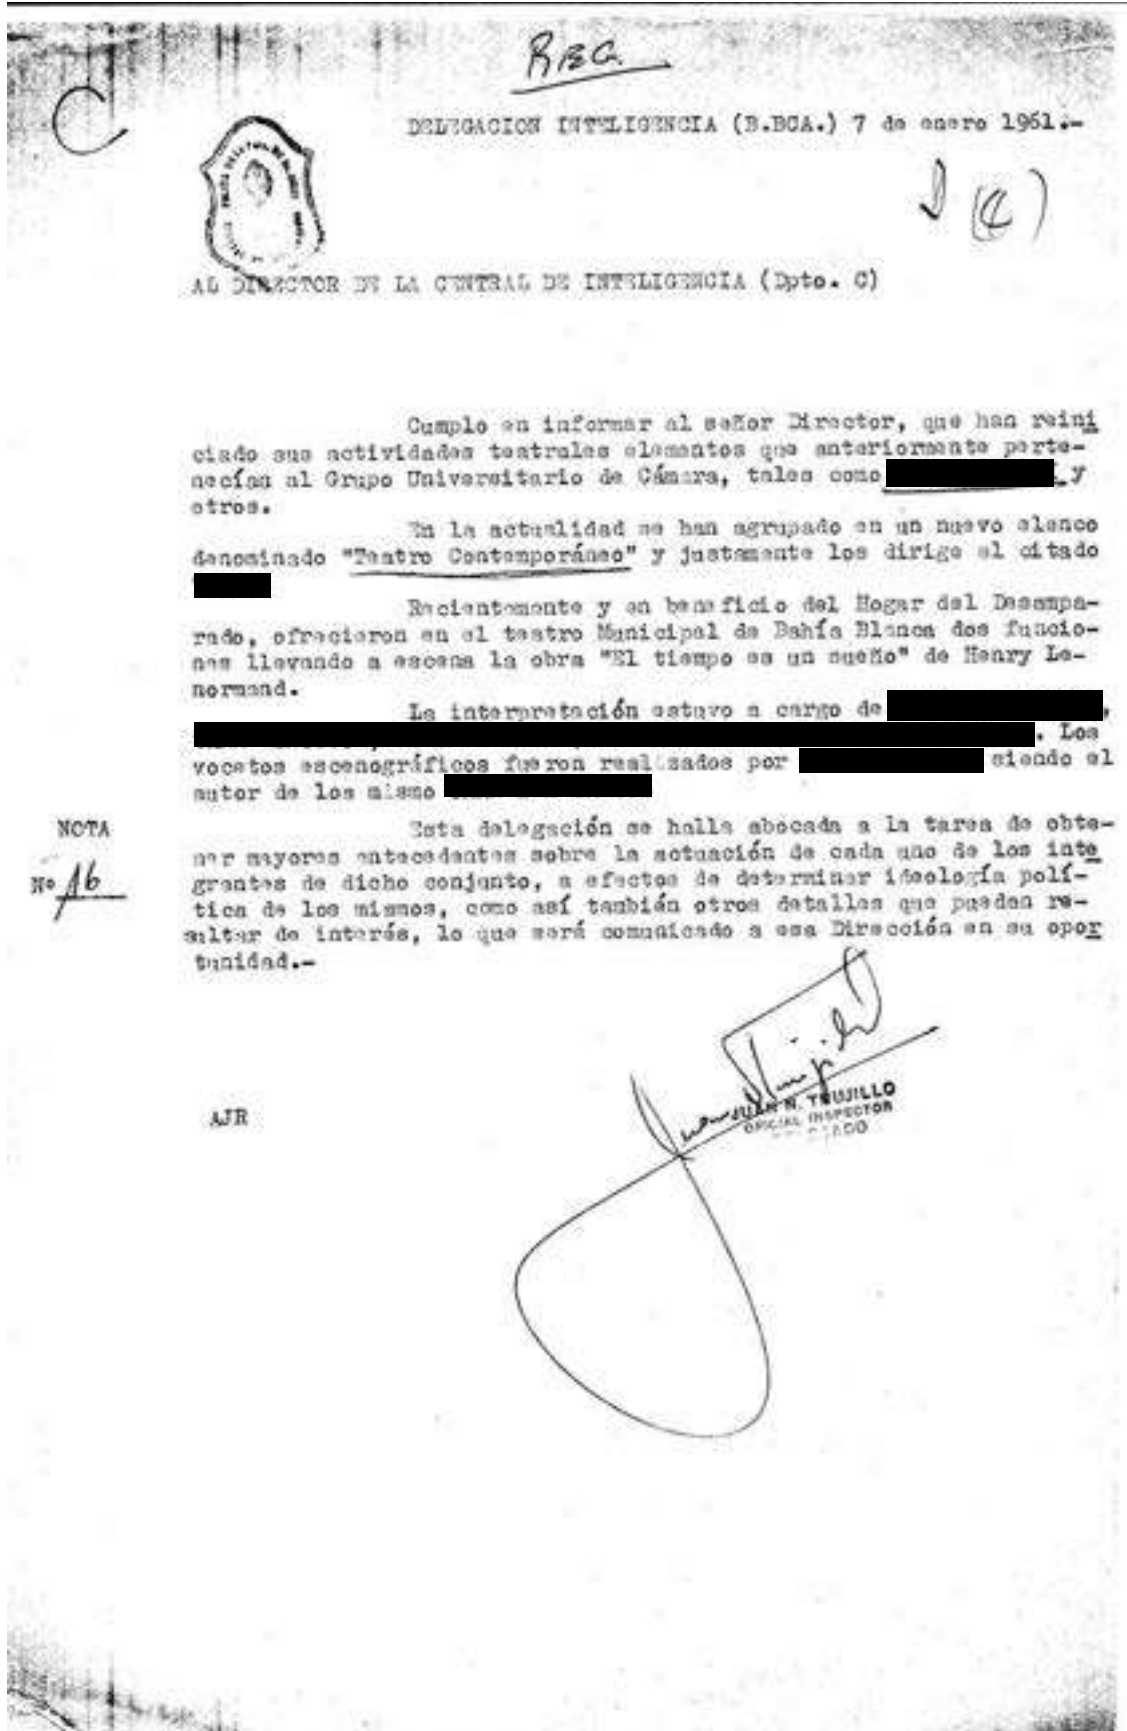 C
DELEGACION INTELIGENCIA (B.BCA.) 7 de enero 1961.-
(C)
AL DIRECTOR DE LA CENTRAL DE INTELIGENCIA (Dpto. C)
Cumplo en informar al señor Director, que han reini
ciado sus actividades teatrales elementos que anteriormente perte-
necían al Grupo Universitario de Cámara, tales como y
otros.
En la actualidad se han agrupado en un nuevo elenco
denominado "Teatro Contemporáneo" y justamente los dirige el citado
Recientemente y en beneficio del Hogar del Desampa-
rado, ofrecieron en el teatro Municipal de Bahía Blanca dos funcio-
nes llevando a escena la obra "El tiempo es un sueño" de Henry Le-
normand.
La interpretación estuvo a cargo de ,
. Los
vocetos escenográficos fueron realizados por siendo el
autor de los mismo
NOTA
Nº 16
Esta delegación se halla abocada a la tarea de obte-
ner mayores antecedentes sobre la actuación de cada uno de los inte
grantes de dicho conjunto, a efectos de determinar ideología polí-
tica de los mismos, como así también otros detalles que puedan re-
sultar de interés, lo que será comunicado a esa Dirección en su opor
tunidad.-
JUAN N. TRUJILLO
OFICIAL INSPECTOR
AJR